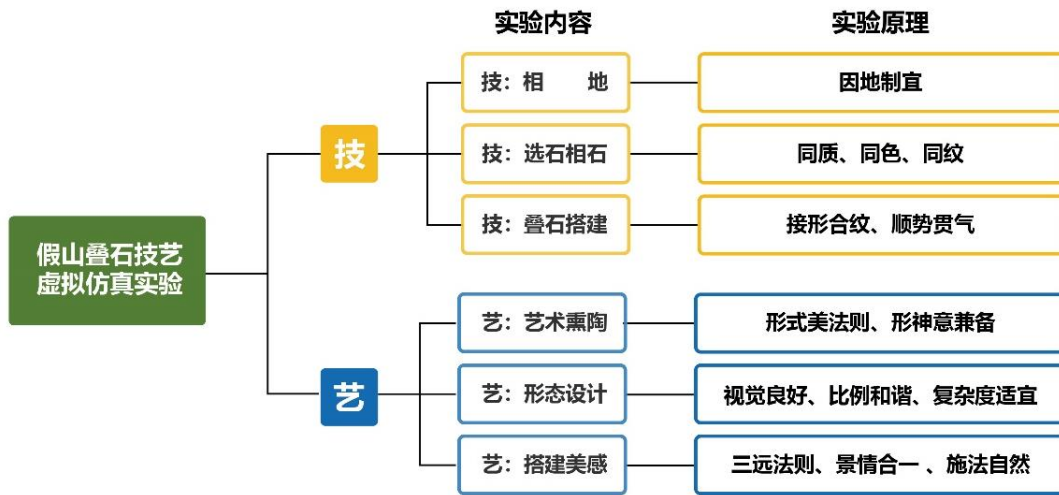 实验内容
实验原理
技：相 地
因地制宜
技
技：选石相石
同质、同色、同纹
技：叠石搭建
接形合纹、顺势贯气
假山叠石技艺
虚拟仿真实验
艺：艺术熏陶
形式美法则、形神意兼备
艺
艺：形态设计
视觉良好、比例和谐、复杂度适宜
艺：搭建美感
三远法则、景情合一 、施法自然